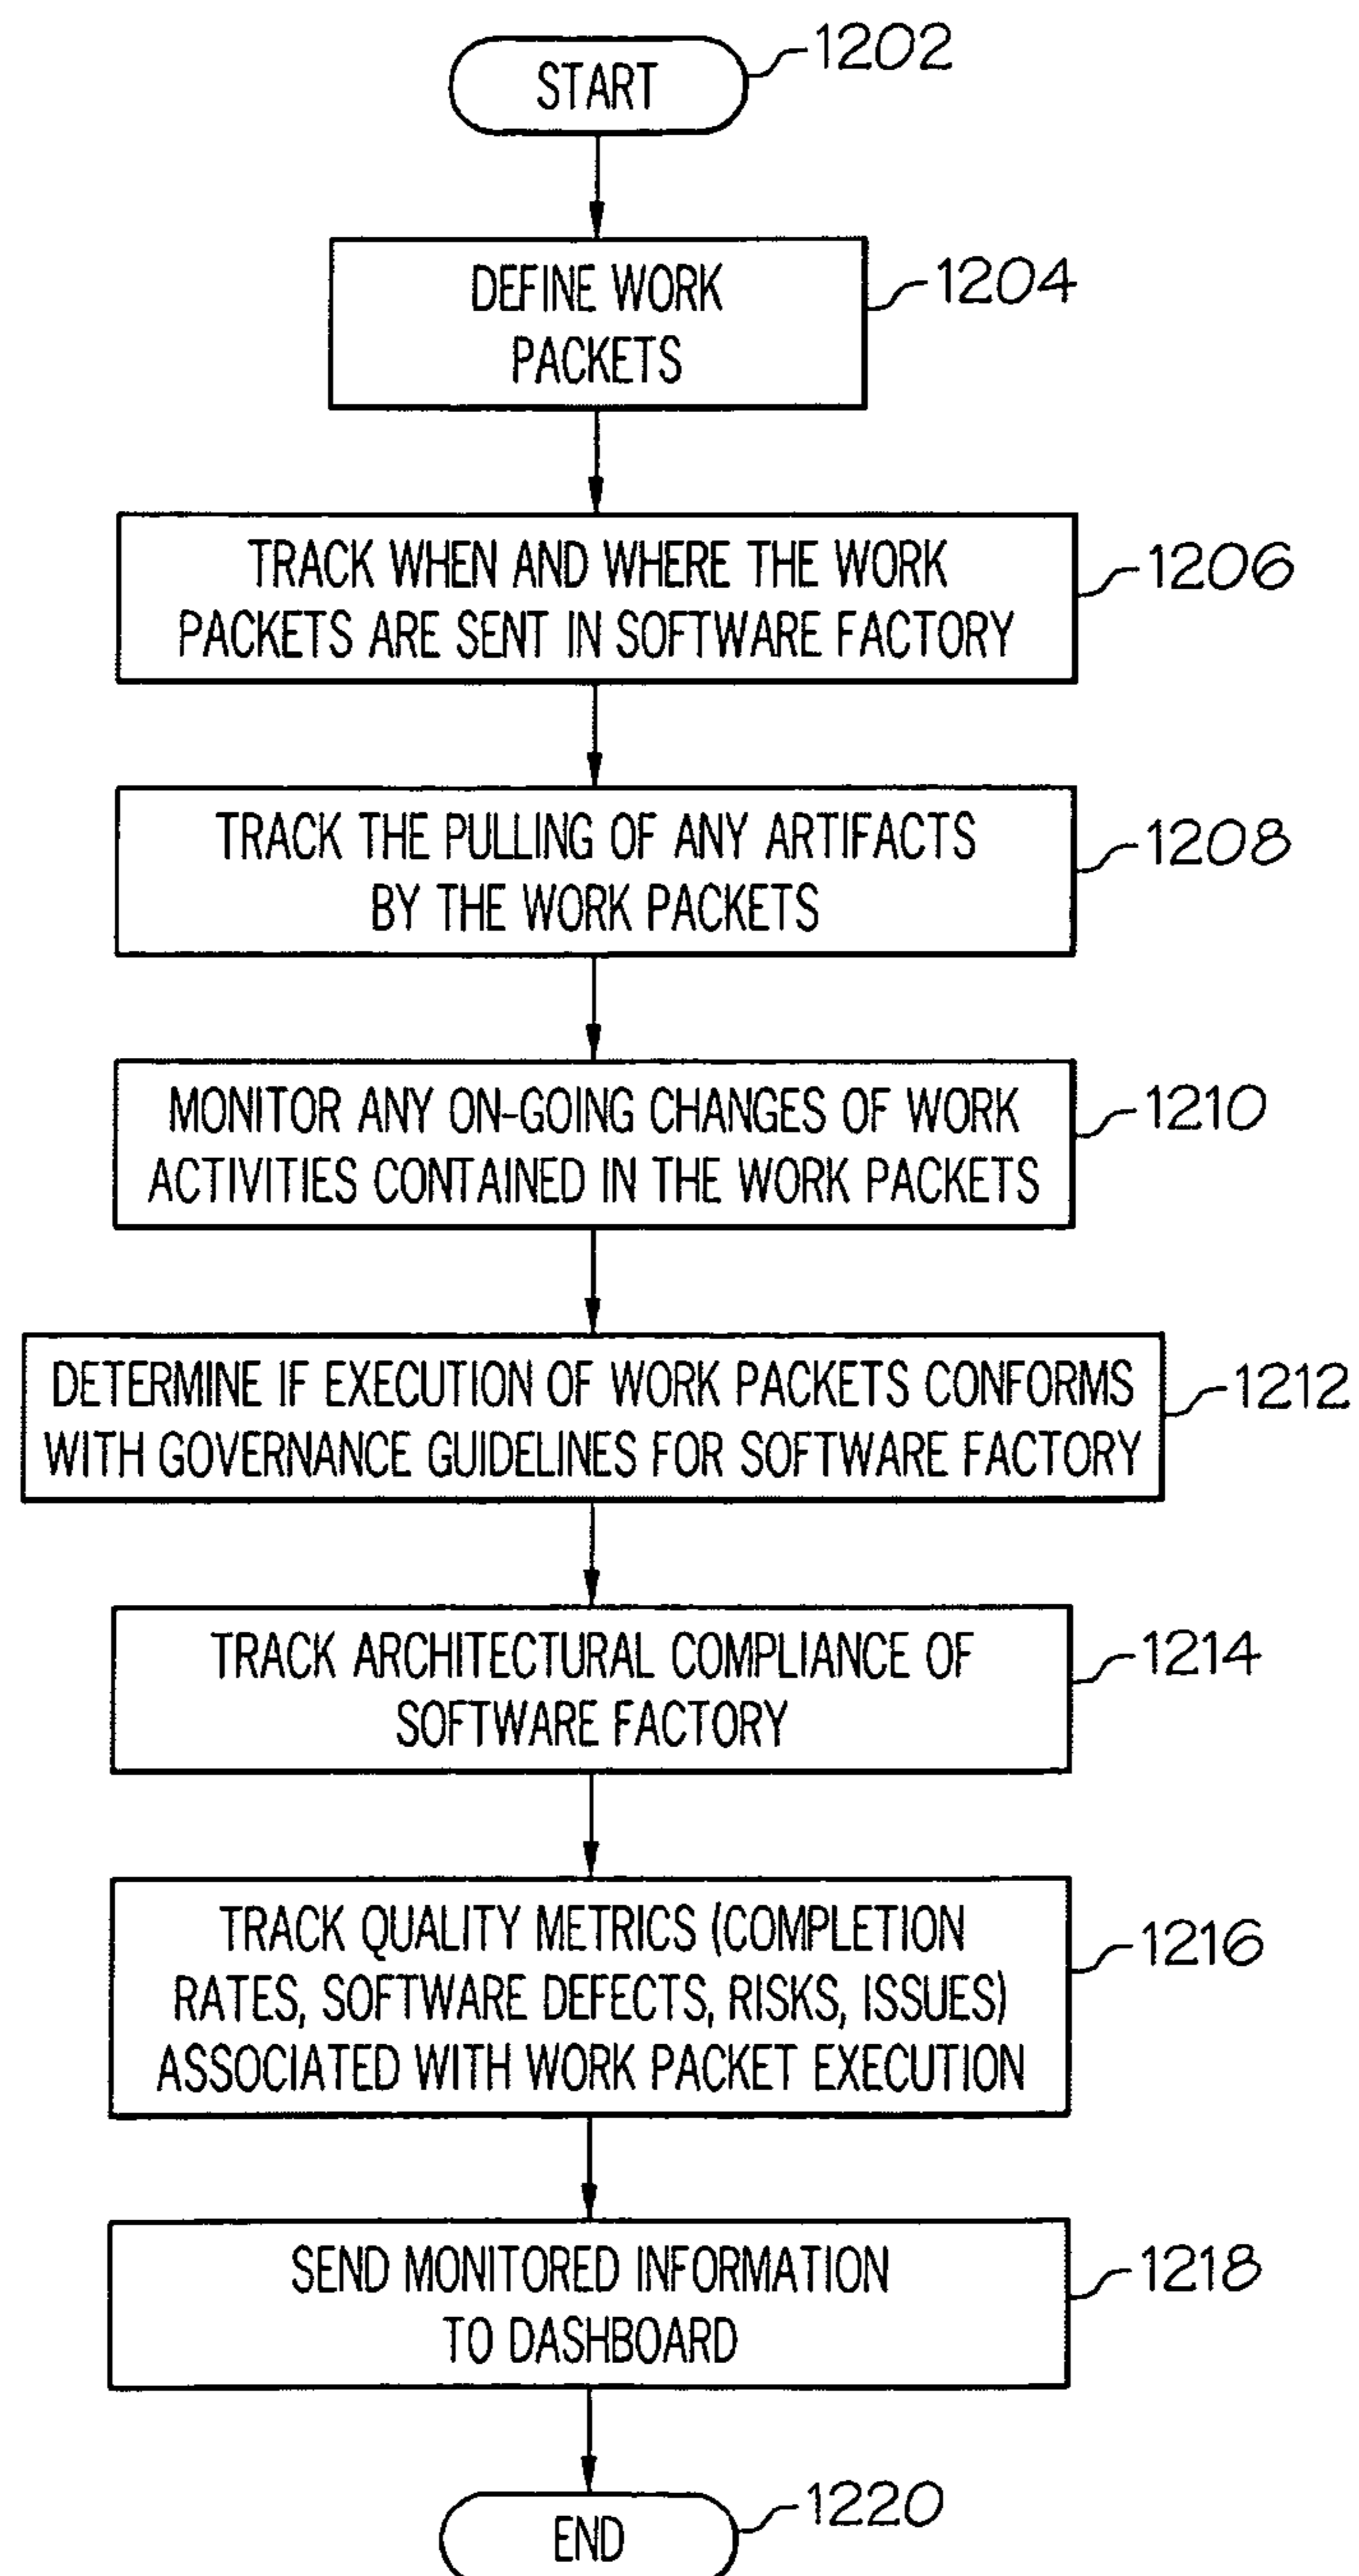 START
1202
DEFINE WORK
PACKETS
1204
TRACK WHEN AND WHERE THE WORK
PACKETS ARE SENT IN SOFTWARE FACTORY
1206
TRACK THE PULLING OF ANY ARTIFACTS
BY THE WORK PACKETS
1208
MONITOR ANY ON-GOING CHANGES OF WORK
ACTIVITIES CONTAINED IN THE WORK PACKETS
1210
DETERMINE IF EXECUTION OF WORK PACKETS CONFORMS
WITH GOVERNANCE GUIDELINES FOR SOFTWARE FACTORY
1212
TRACK ARCHITECTURAL COMPLIANCE OF
SOFTWARE FACTORY
1214
TRACK QUALITY METRICS (COMPLETION
RATES, SOFTWARE DEFECTS, RISKS, ISSUES)
ASSOCIATED WITH WORK PACKET EXECUTION
1216
SEND MONITORED INFORMATION
TO DASHBOARD
1218
END
1220